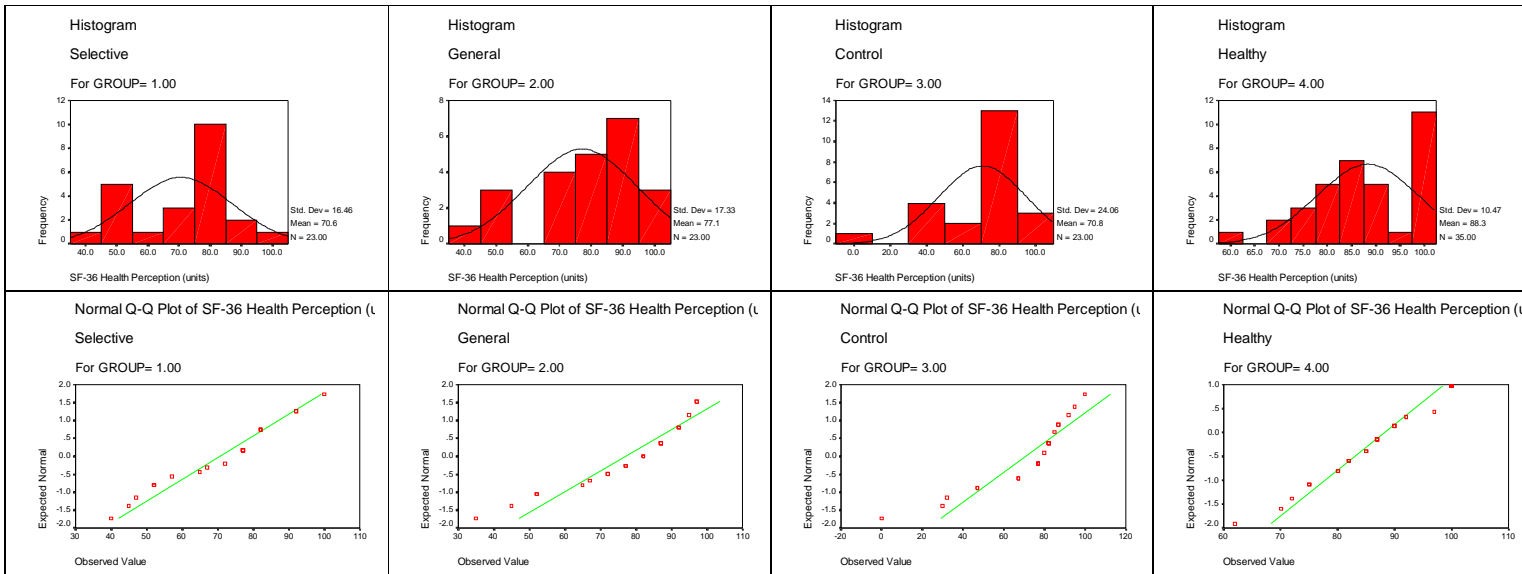 Histogram
Selective
For GROUP= 1.00
12
10
8
6
4
2
0
Frequency
40.0 50.0 60.0 70.0 80.0 90.0 100.0
Std. Dev = 16.46
Mean = 70.6
N = 23.00
SF-36 Health Perception (units)
Histogram
General
For GROUP= 2.00
8
6
4
2
0
Frequency
40.0 50.0 60.0 70.0 80.0 90.0 100.0
Std. Dev = 17.33
Mean = 77.1
N = 23.00
SF-36 Health Perception (units)
Histogram
Control
For GROUP= 3.00
14
12
10
8
6
4
2
0
Frequency
0.0 20.0 40.0 60.0 80.0 100.0
Std. Dev = 24.06
Mean = 70.8
N = 23.00
SF-36 Health Perception (units)
Histogram
Healthy
For GROUP= 4.00
12
10
8
6
4
2
0
Frequency
60.0 65.0 70.0 75.0 80.0 85.0 90.0 95.0 100.0
Std. Dev = 10.47
Mean = 88.3
N = 35.00
SF-36 Health Perception (units)
Normal Q-Q Plot of SF-36 Health Perception (u
Selective
For GROUP= 1.00
2.0
1.5
1.0
.5
0.0
-.5
-1.0
-1.5
-2.0
Expected Normal
30 40 50 60 70 80 90 100 110
Observed Value
Normal Q-Q Plot of SF-36 Health Perception (u
General
For GROUP= 2.00
2.0
1.5
1.0
.5
0.0
-.5
-1.0
-1.5
-2.0
Expected Normal
30 40 50 60 70 80 90 100 110
Observed Value
Normal Q-Q Plot of SF-36 Health Perception (u
Control
For GROUP= 3.00
2.0
1.5
1.0
.5
0.0
-.5
-1.0
-1.5
-2.0
Expected Normal
-20 0 20 40 60 80 100 120
Observed Value
Normal Q-Q Plot of SF-36 Health Perception (u
Healthy
For GROUP= 4.00
1.0
.5
0.0
-.5
-1.0
-1.5
-2.0
Expected Normal
60 70 80 90 100 110
Observed Value